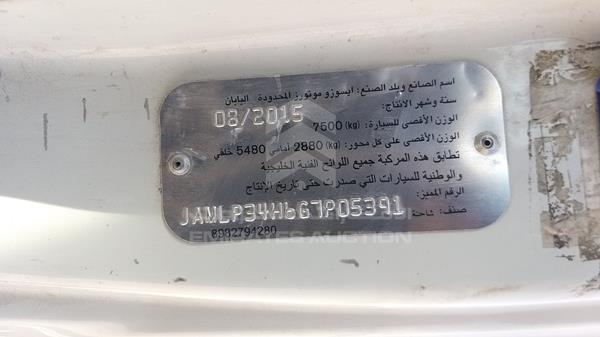 اسم الصانع وبلد الصنع: ايسوزو موتورز المحدودة اليابان
سنة وشهر الانتاج: 08/2015
الوزن الأقصى للسيارة: 7500 (kg)
الوزن الأقصى على كل محور: 2880 (kg) أمامي 5480 خلفي
تطابق هذه المركبة جميع اللوائح الفنية الخليجية
والوطنية للسيارات التي صدرت حتى تاريخ الإنتاج
الرقم المميز: JAMLP34H6G7P05391
صنف: شاحنة
8982794280
EMIRATES AUCTION